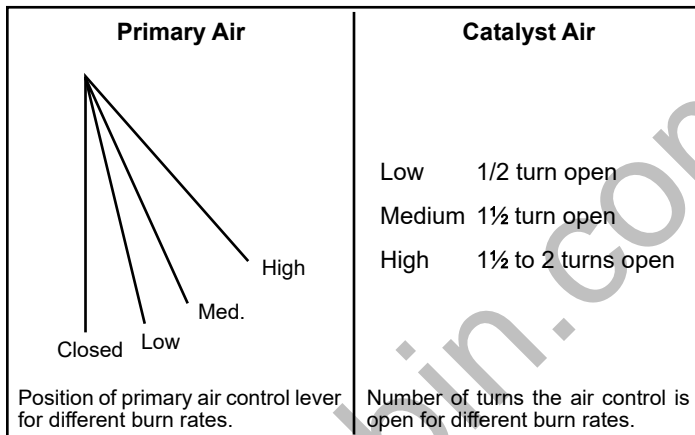 Primary Air
High
Med.
Low
Closed
Position of primary air control lever
for different burn rates.
Catalyst Air
Low 1/2 turn open
Medium 1½ turn open
High 1½ to 2 turns open
Number of turns the air control is
open for different burn rates.
bin.com